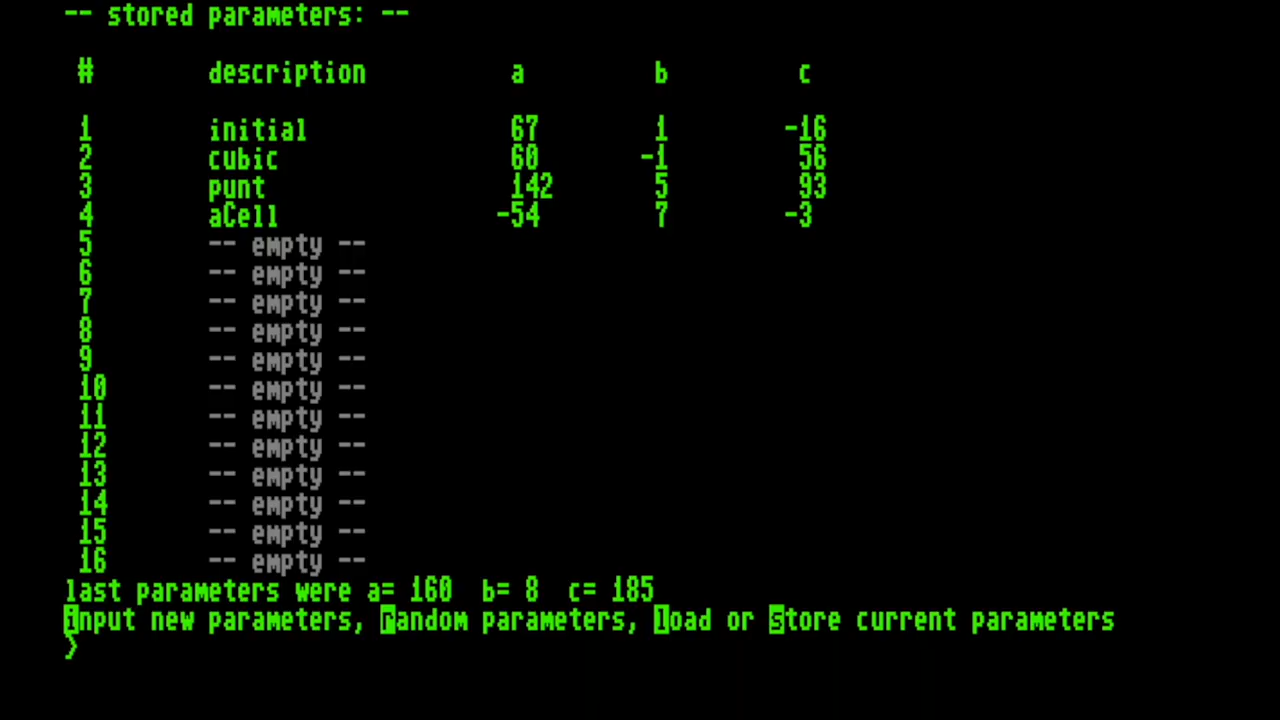 -- stored parameters: --
# description a b c
1 initial 67 1 -16
2 cubic 60 -1 56
3 punt 142 5 93
4 aCell -54 7 -3
5 -- empty --
6 -- empty --
7 -- empty --
8 -- empty --
9 -- empty --
10 -- empty --
11 -- empty --
12 -- empty --
13 -- empty --
14 -- empty --
15 -- empty --
16 -- empty --
last parameters were a= 160 b= 8 c= 185
input new parameters, random parameters, load or store current parameters
>